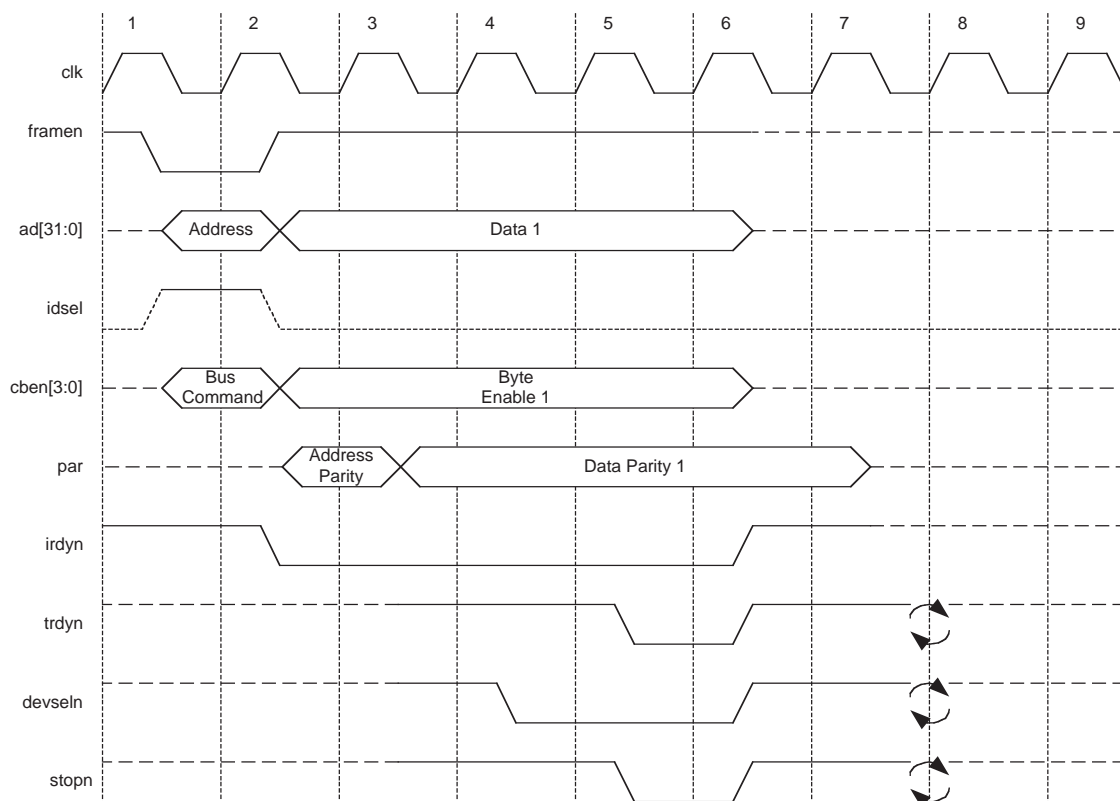 1 2 3 4 5 6 7 8 9
clk
framen
ad[31:0] Address Data 1
idsel
cben[3:0] Bus
Command Byte
Enable 1
par Address
Parity Data Parity 1
irdyn
trdyn
devseln
stopn